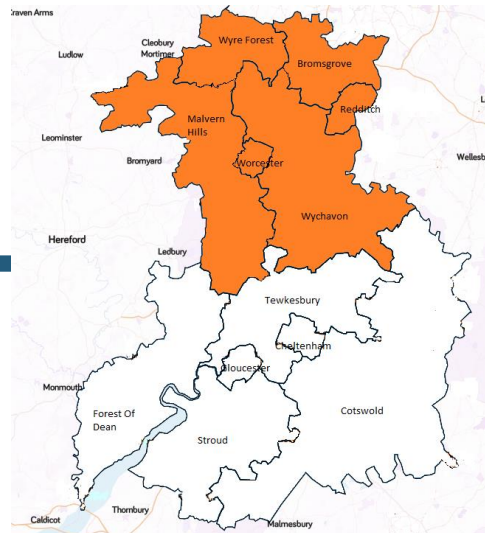 Craven Arms
Ludlow
Cleobury
Mortimer
Wyre Forest
Bromsgrove
Redditch
Leominster
Malvern
Hills
Bromyard
Worcester
Wellesb
Wychavon
Hereford
Ledbury
Tewkesbury
Cheltenham
Gloucester
Monmouth
Forest Of
Dean
Cotswold
Stroud
Thornbury
Caldicot
Malmesbury